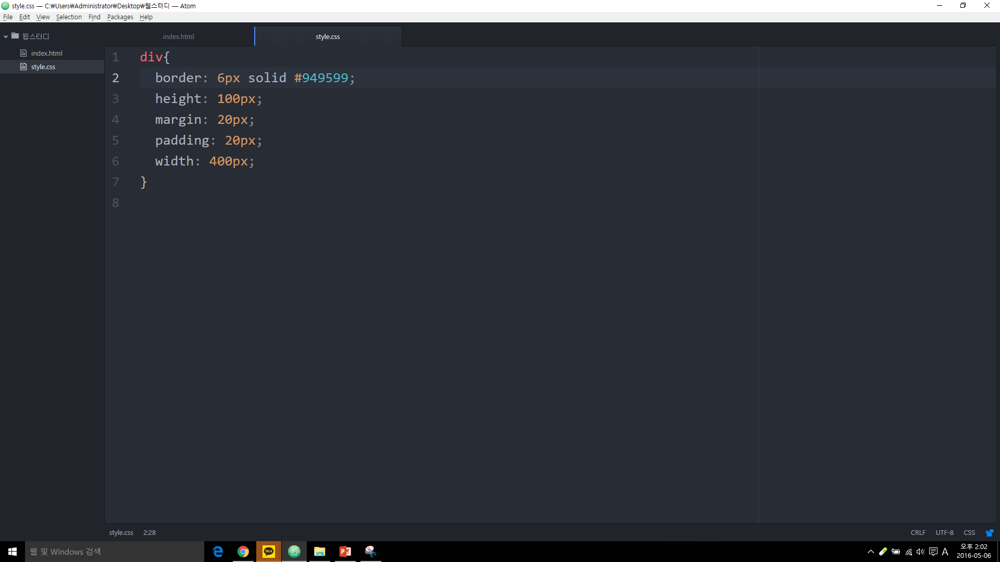 style.css — C:₩Users₩Administrator₩Desktop₩웹스터디 — Atom
File Edit View Selection Find Packages Help
웹스터디
index.html
style.css
index.html style.css
1 div{
2   border: 6px solid #949599;
3   height: 100px;
4   margin: 20px;
5   padding: 20px;
6   width: 400px;
7 }
8
style.css 2:28 CRLF UTF-8 CSS
웹 및 Windows 검색
TALK
A
오후 2:02
2016-05-06